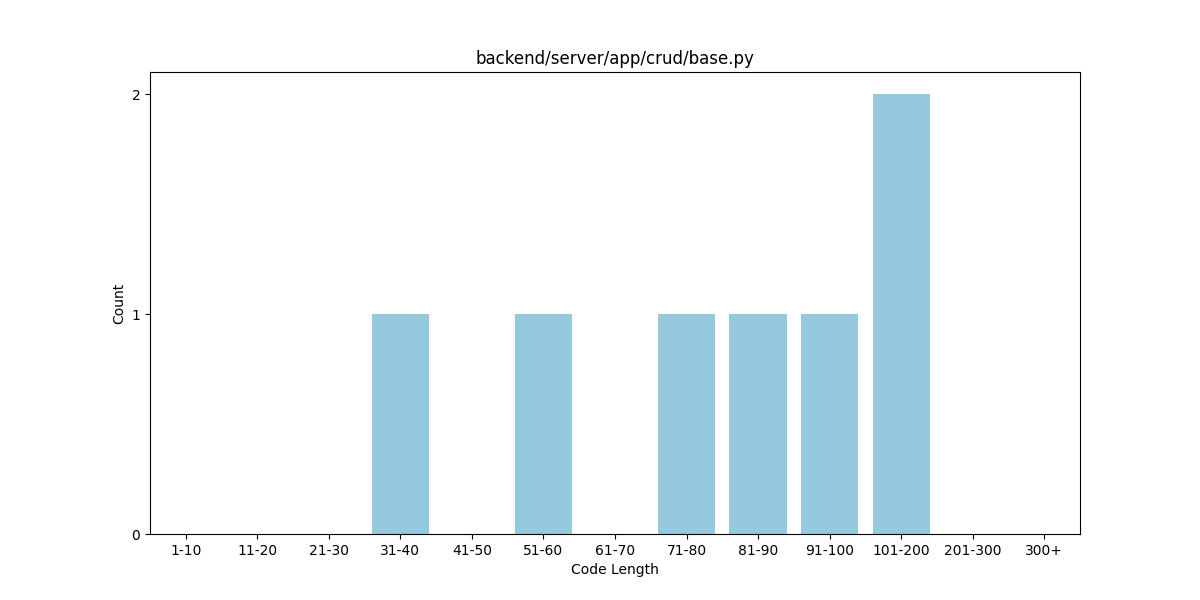 backend/server/app/crud/base.py
2
1
0
Count
1-10 11-20 21-30 31-40 41-50 51-60 61-70 71-80 81-90 91-100 101-200 201-300 300+
Code Length